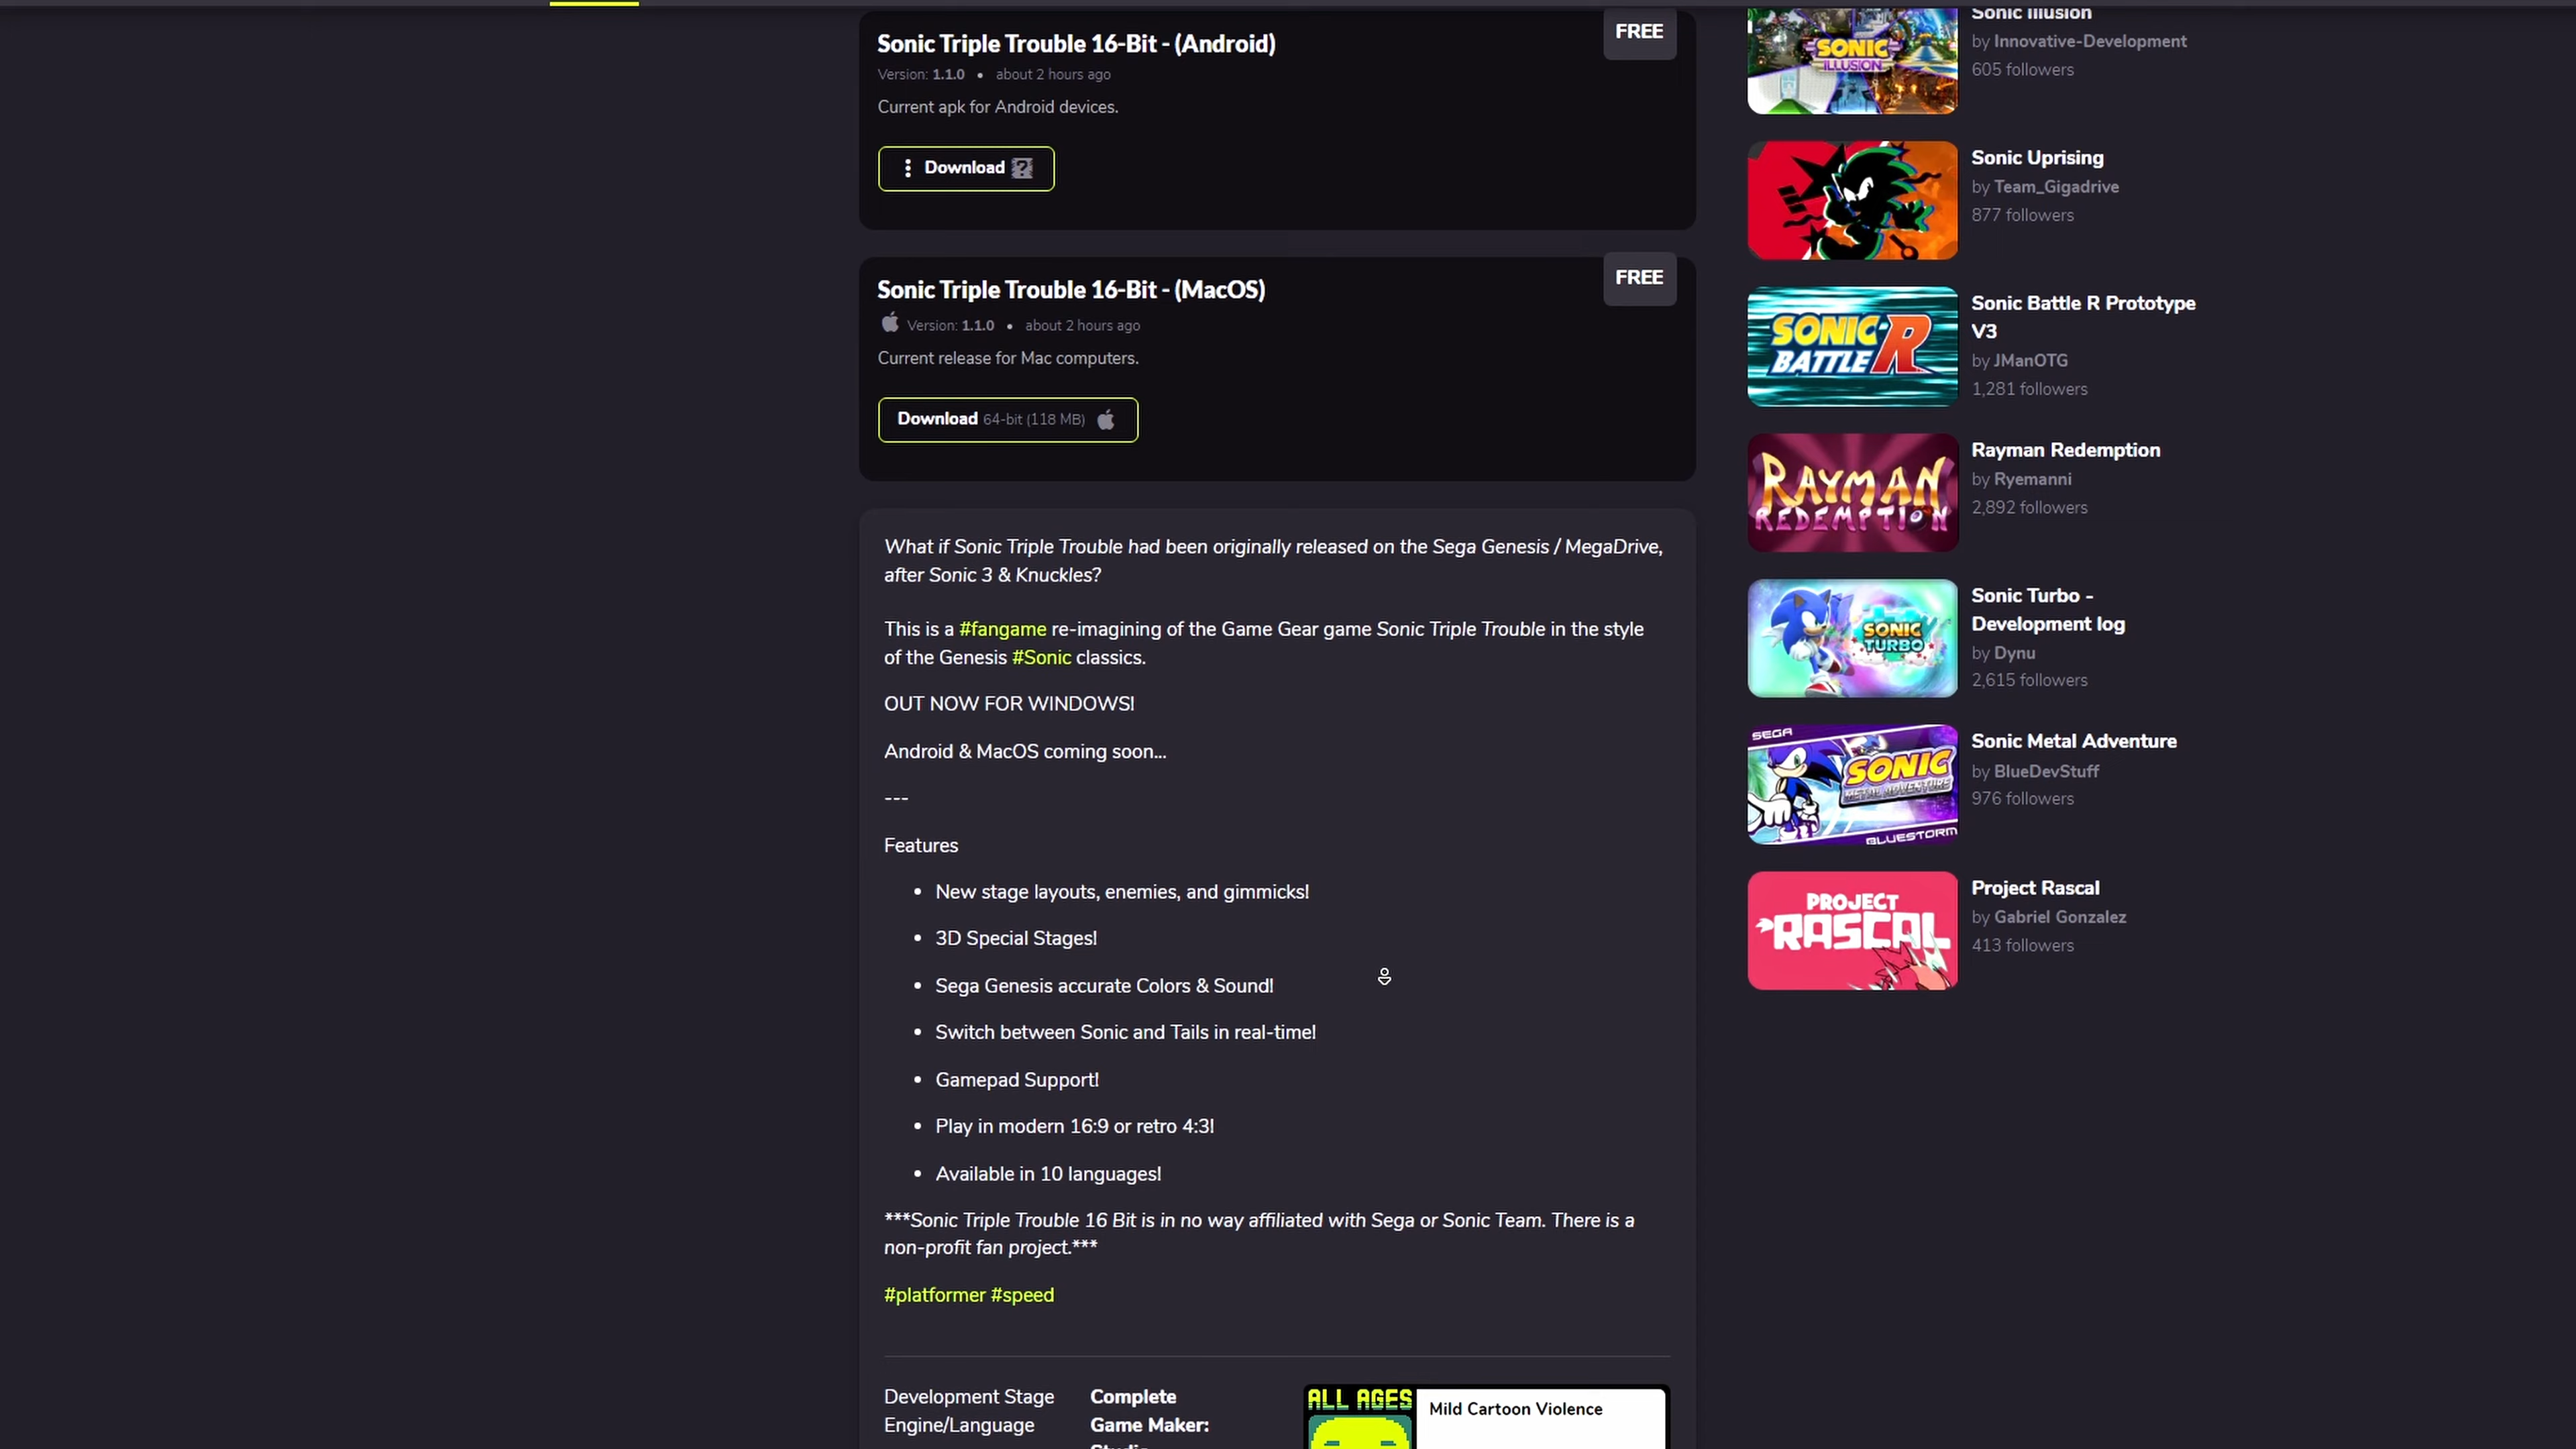 Sonic Triple Trouble 16-Bit - (Android)
FREE
Version: 1.1.0 • about 2 hours ago
Current apk for Android devices.
Download
Sonic Triple Trouble 16-Bit - (MacOS)
FREE
Version: 1.1.0 • about 2 hours ago
Current release for Mac computers.
Download 64-bit (118 MB)
What if Sonic Triple Trouble had been originally released on the Sega Genesis / MegaDrive,
after Sonic 3 & Knuckles?
This is a #fangame re-imagining of the Game Gear game Sonic Triple Trouble in the style
of the Genesis #Sonic classics.
OUT NOW FOR WINDOWS!
Android & MacOS coming soon...
---
Features
• New stage layouts, enemies, and gimmicks!
• 3D Special Stages!
• Sega Genesis accurate Colors & Sound!
• Switch between Sonic and Tails in real-time!
• Gamepad Support!
• Play in modern 16:9 or retro 4:3!
• Available in 10 languages!
***Sonic Triple Trouble 16 Bit is in no way affiliated with Sega or Sonic Team. There is a
non-profit fan project.***
#platformer #speed
Development Stage Complete
Engine/Language Game Maker:
Studio
ALL AGES
Mild Cartoon Violence
SONIC
ILLUSION
Sonic Illusion
by Innovative-Development
605 followers
Sonic Uprising
by Team_Gigadrive
877 followers
SONIC R
BATTLE
Sonic Battle R Prototype
V3
by JManOTG
1,281 followers
RAYMAN
REDEMPTION
Rayman Redemption
by Ryemanni
2,892 followers
SONIC
TURBO
Sonic Turbo -
Development log
by Dynu
2,615 followers
SEGA
SONIC
METAL ADVENTURE
BLUESTORM
Sonic Metal Adventure
by BlueDevStuff
976 followers
PROJECT
RASCAL
Project Rascal
by Gabriel Gonzalez
413 followers